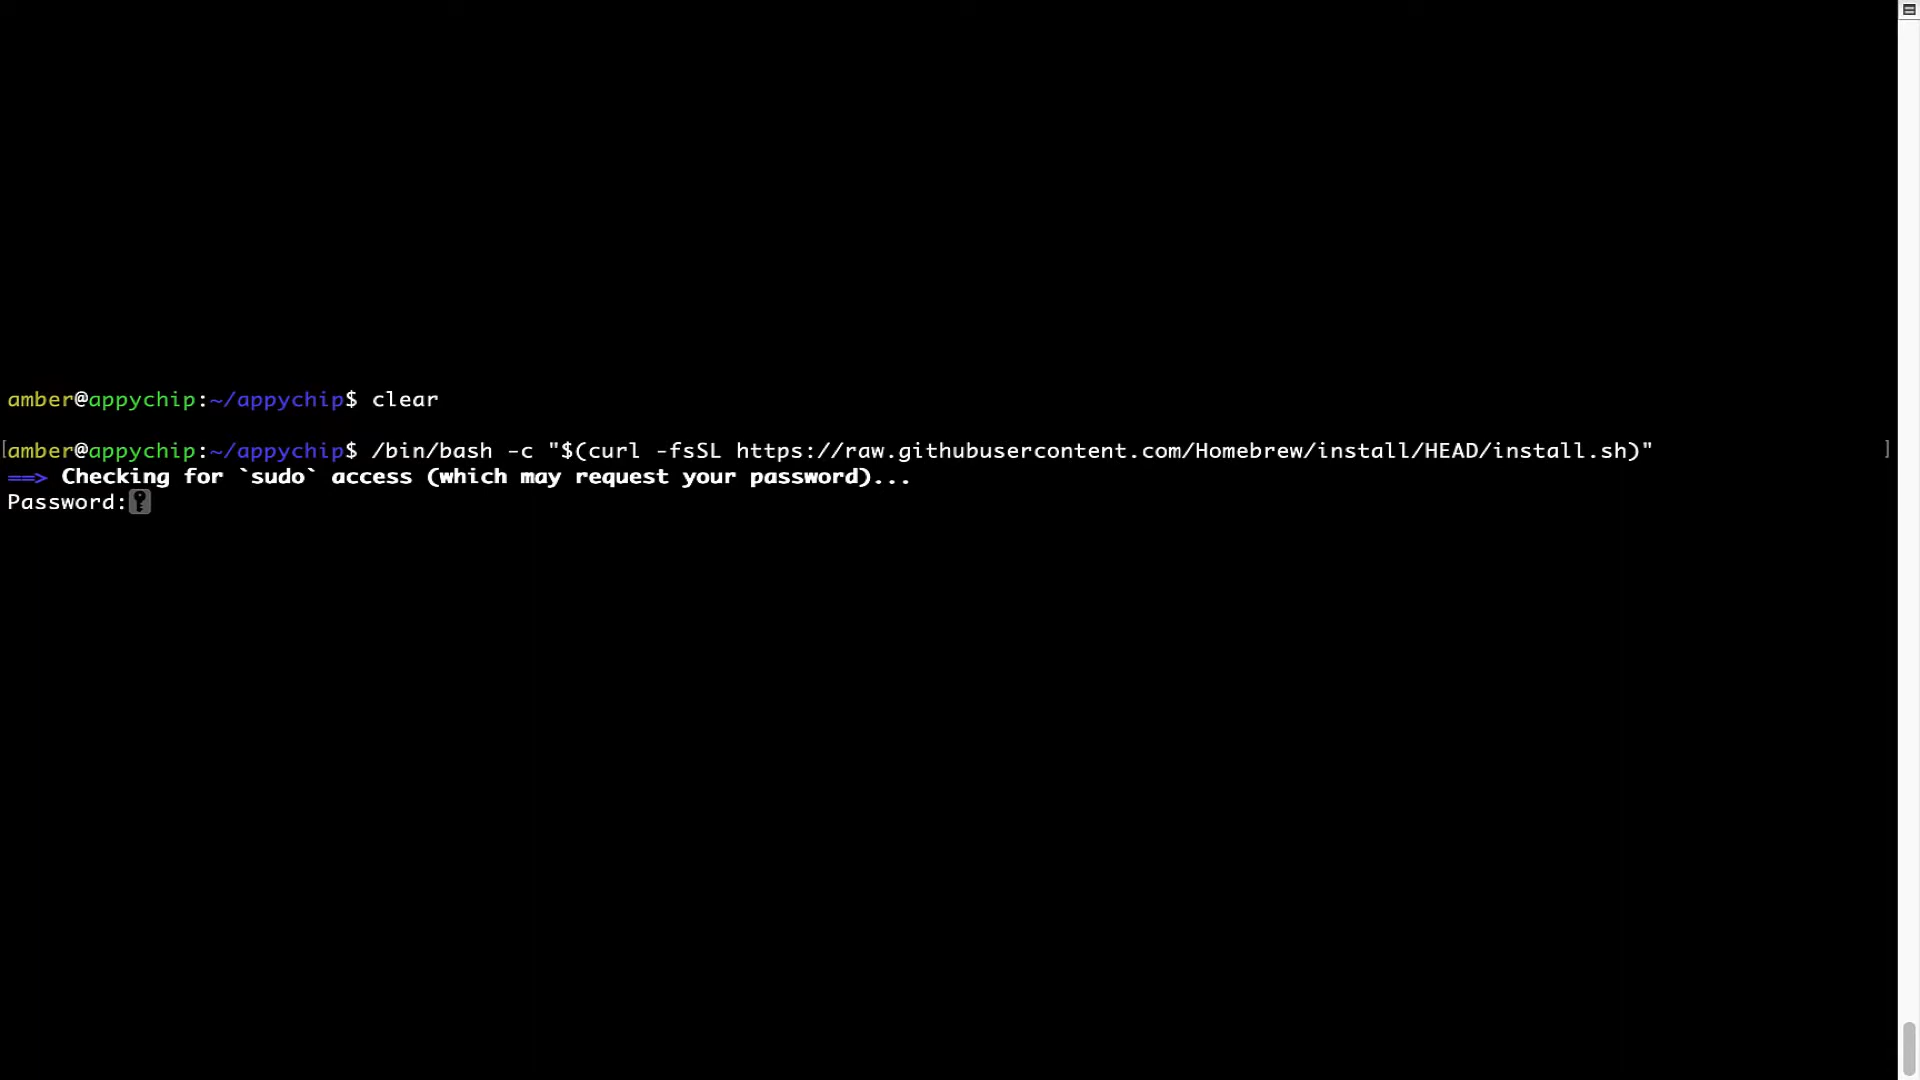 amber@appychip:~/appychip$ clear
[amber@appychip:~/appychip$ /bin/bash -c "$(curl -fsSL https://raw.githubusercontent.com/Homebrew/install/HEAD/install.sh)" ]
==> Checking for `sudo` access (which may request your password)...
Password: